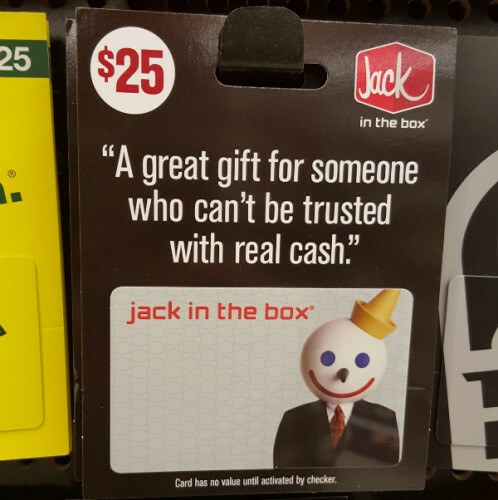 25
$25
Jack
in the box®
“A great gift for someone
who can't be trusted
with real cash.”
jack in the box®
Card has no value until activated by checker.